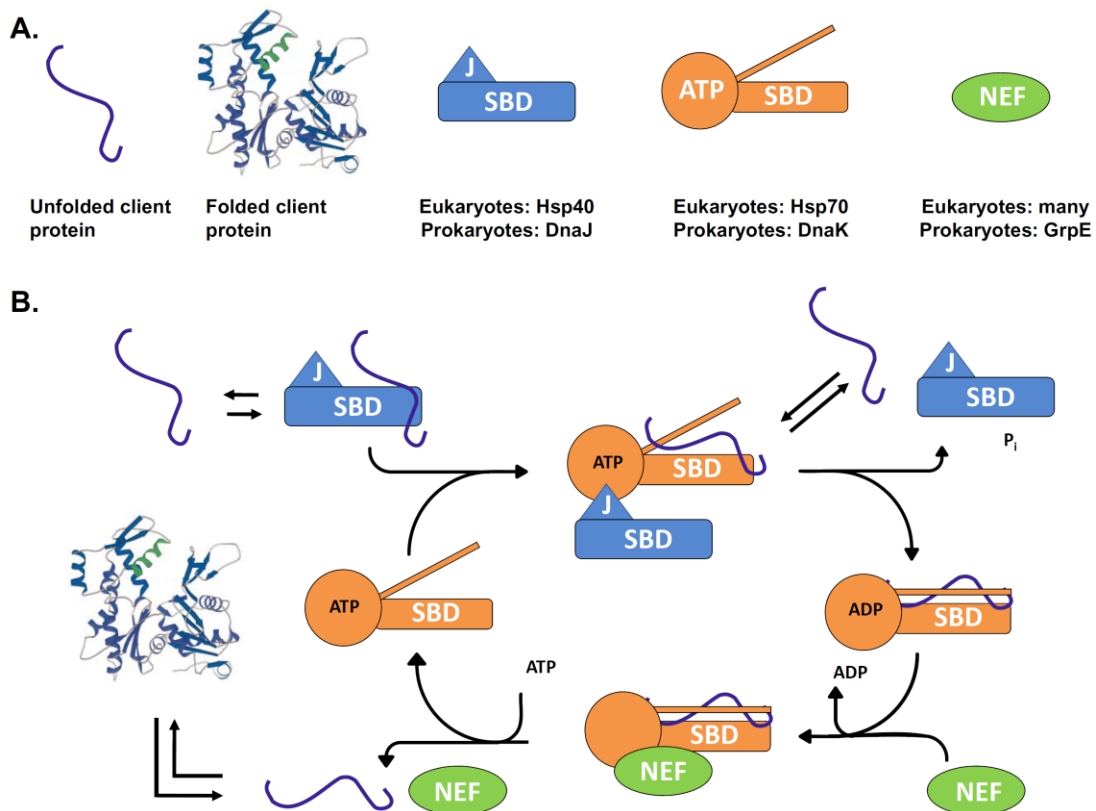 A.
J
SBD
ATP
SBD
NEF
Unfolded client
protein
Folded client
protein
Eukaryotes: Hsp40
Prokaryotes: DnaJ
Eukaryotes: Hsp70
Prokaryotes: DnaK
Eukaryotes: many
Prokaryotes: GrpE
B.
J
SBD
J
SBD
Pi
ATP
SBD
J
SBD
ATP
SBD
ADP
SBD
ATP
ADP
SBD
NEF
NEF
NEF